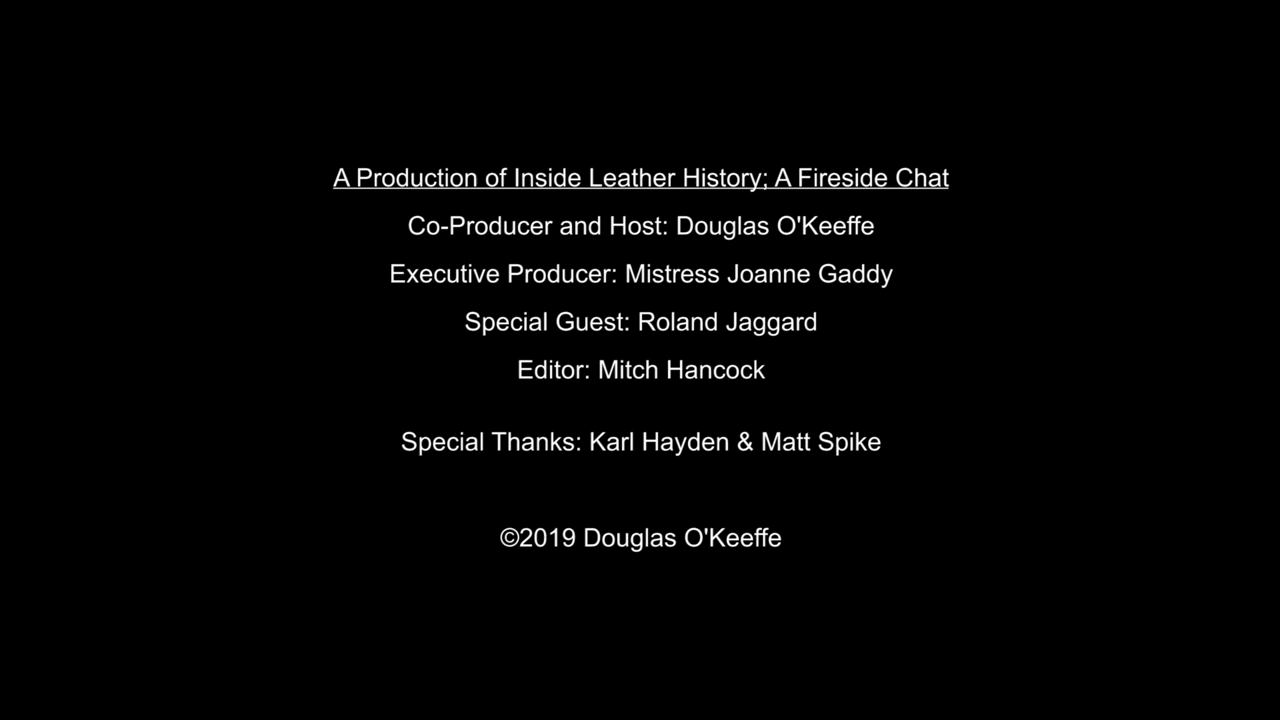 A Production of Inside Leather History; A Fireside Chat
Co-Producer and Host: Douglas O'Keeffe
Executive Producer: Mistress Joanne Gaddy
Special Guest: Roland Jaggard
Editor: Mitch Hancock
Special Thanks: Karl Hayden & Matt Spike
©2019 Douglas O'Keeffe